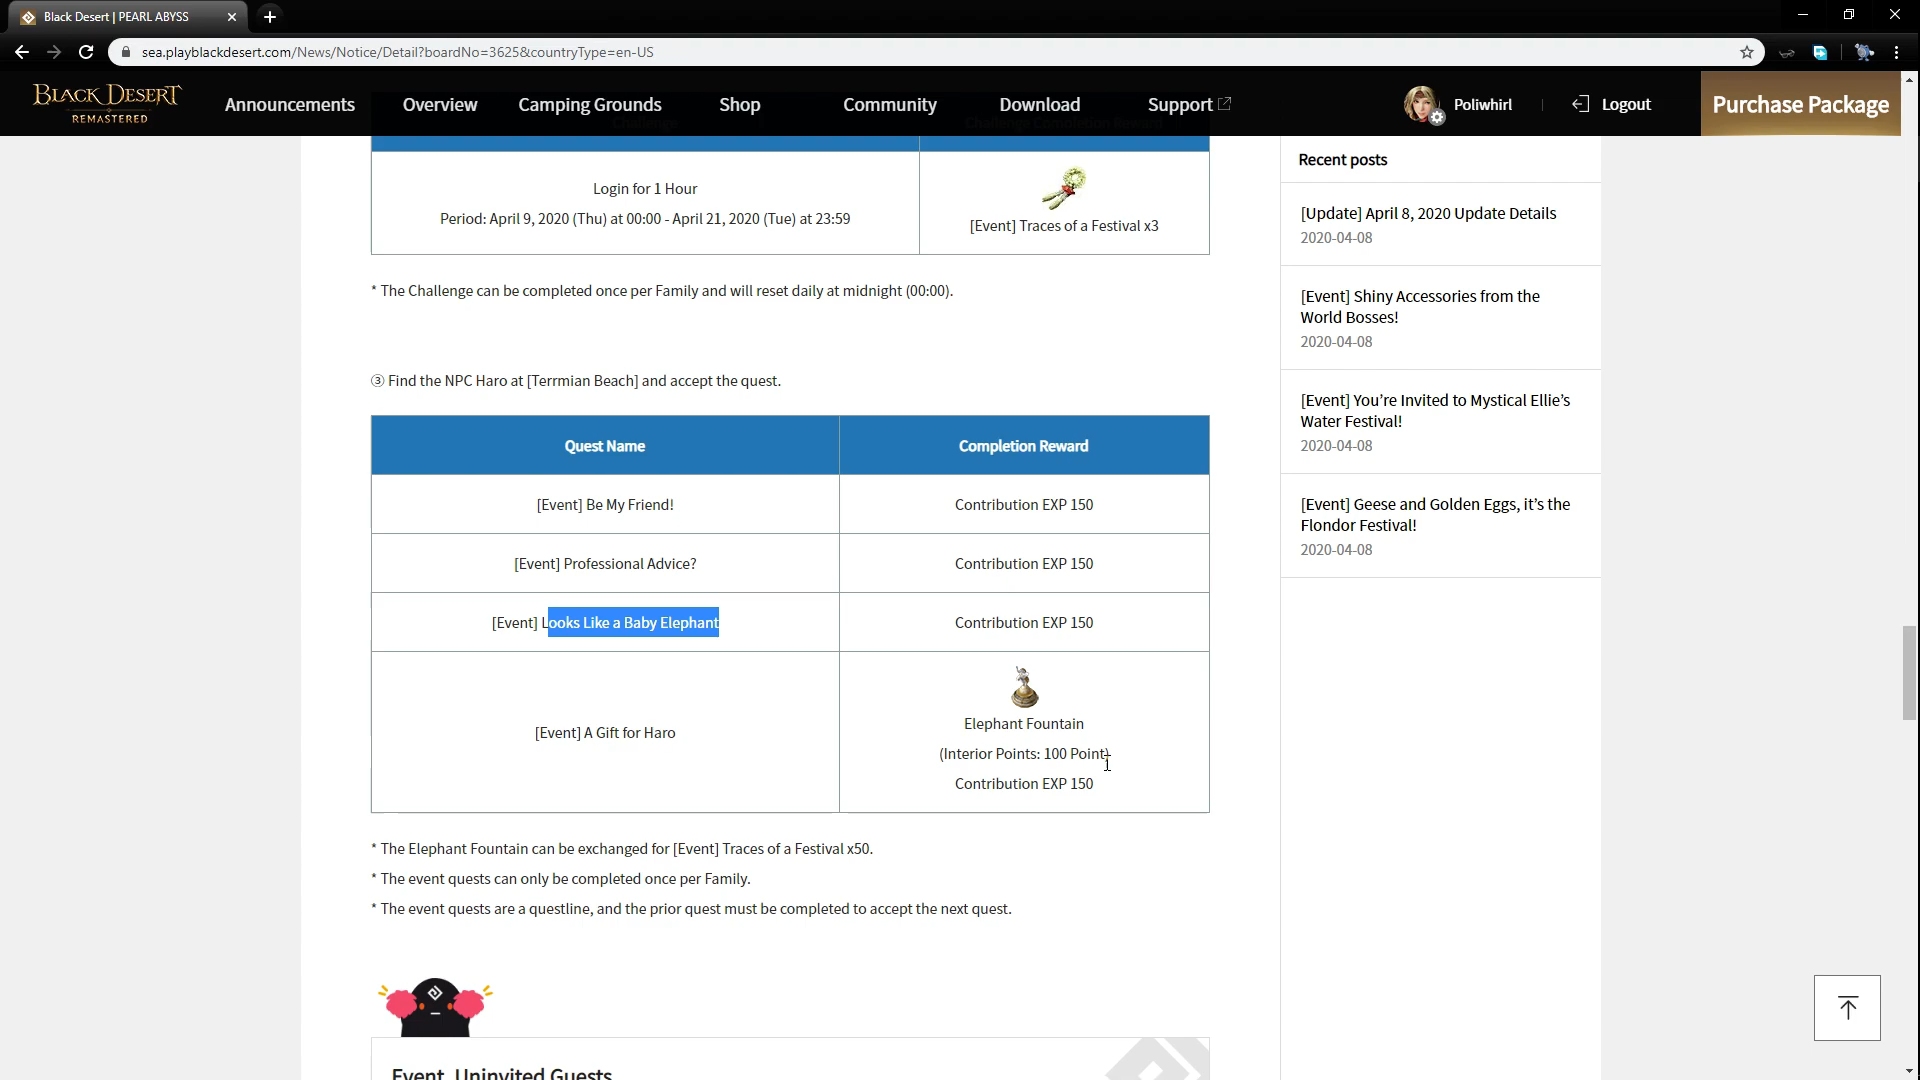 Black Desert | PEARL ABYSS
sea.playblackdesert.com/News/Notice/Detail?boardNo=3625&countryType=en-US
BLACK DESERT
REMASTERED
Announcements
Overview
Camping Grounds
Shop
Community
Download
Support
Poliwhirl
Logout
Purchase Package
Challenge
Challenge Completion Reward
Login for 1 Hour
Period: April 9, 2020 (Thu) at 00:00 - April 21, 2020 (Tue) at 23:59
[Event] Traces of a Festival x3
* The Challenge can be completed once per Family and will reset daily at midnight (00:00).
③ Find the NPC Haro at [Terrmian Beach] and accept the quest.
Quest Name
Completion Reward
[Event] Be My Friend!
Contribution EXP 150
[Event] Professional Advice?
Contribution EXP 150
[Event] Looks Like a Baby Elephant
Contribution EXP 150
[Event] A Gift for Haro
Elephant Fountain
(Interior Points: 100 Point)
Contribution EXP 150
* The Elephant Fountain can be exchanged for [Event] Traces of a Festival x50.
* The event quests can only be completed once per Family.
* The event quests are a questline, and the prior quest must be completed to accept the next quest.
Event. Uninvited Guests
Recent posts
[Update] April 8, 2020 Update Details
2020-04-08
[Event] Shiny Accessories from the
World Bosses!
2020-04-08
[Event] You're Invited to Mystical Ellie's
Water Festival!
2020-04-08
[Event] Geese and Golden Eggs, it's the
Flondor Festival!
2020-04-08